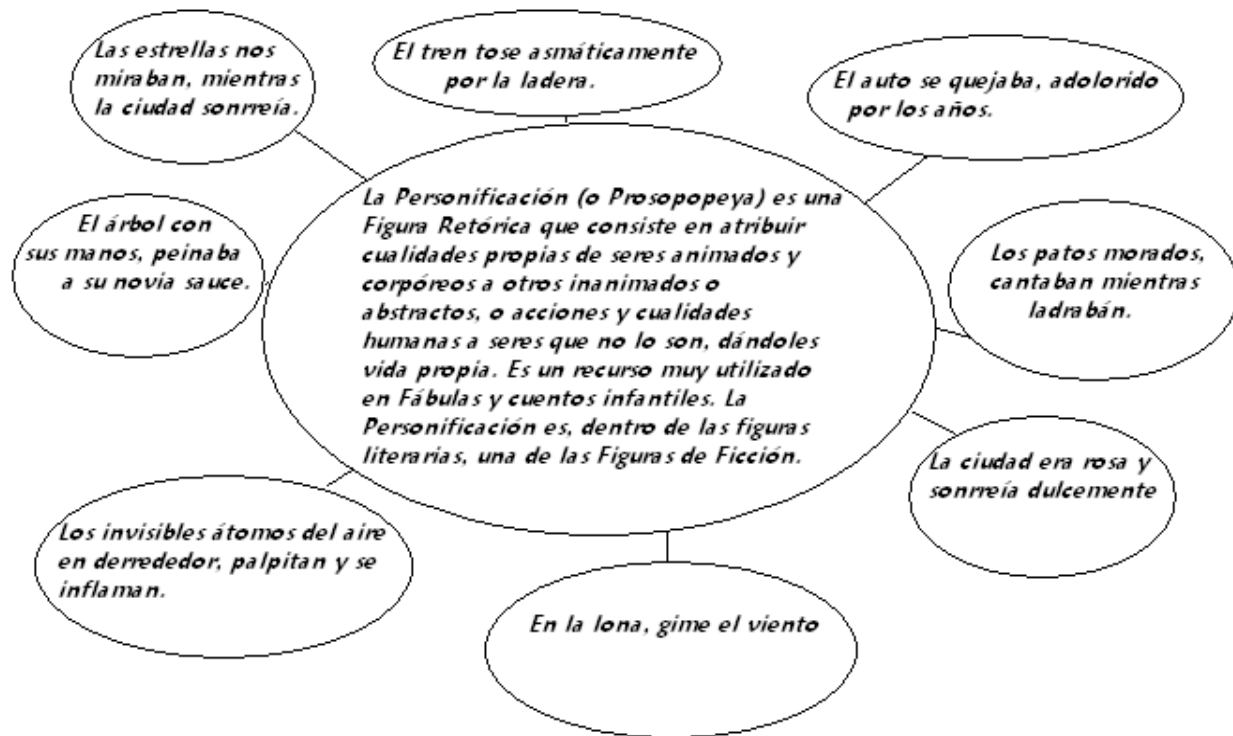 Las estrellas nos
miraban, mientras
la ciudad sonrreía.
El tren tose asmáticamente
por la ladera.
El auto se quejaba, adolorido
por los años.
El árbol con
sus manos, peinaba
a su novia sauce.
La Personificación (o Prosopopeya) es una
Figura Retórica que consiste en atribuir
cualidades propias de seres animados y
corpóreos a otros inanimados o
abstractos, o acciones y cualidades
humanas a seres que no lo son, dándoles
vida propia. Es un recurso muy utilizado
en Fábulas y cuentos infantiles. La
Personificación es, dentro de las figuras
literarias, una de las Figuras de Ficción.
Los patos morados,
cantaban mientras
ladrabán.
La ciudad era rosa y
sonrreía dulcemente
Los invisibles átomos del aire
en derrededor, palpitan y se
inflaman.
En la lona, gime el viento